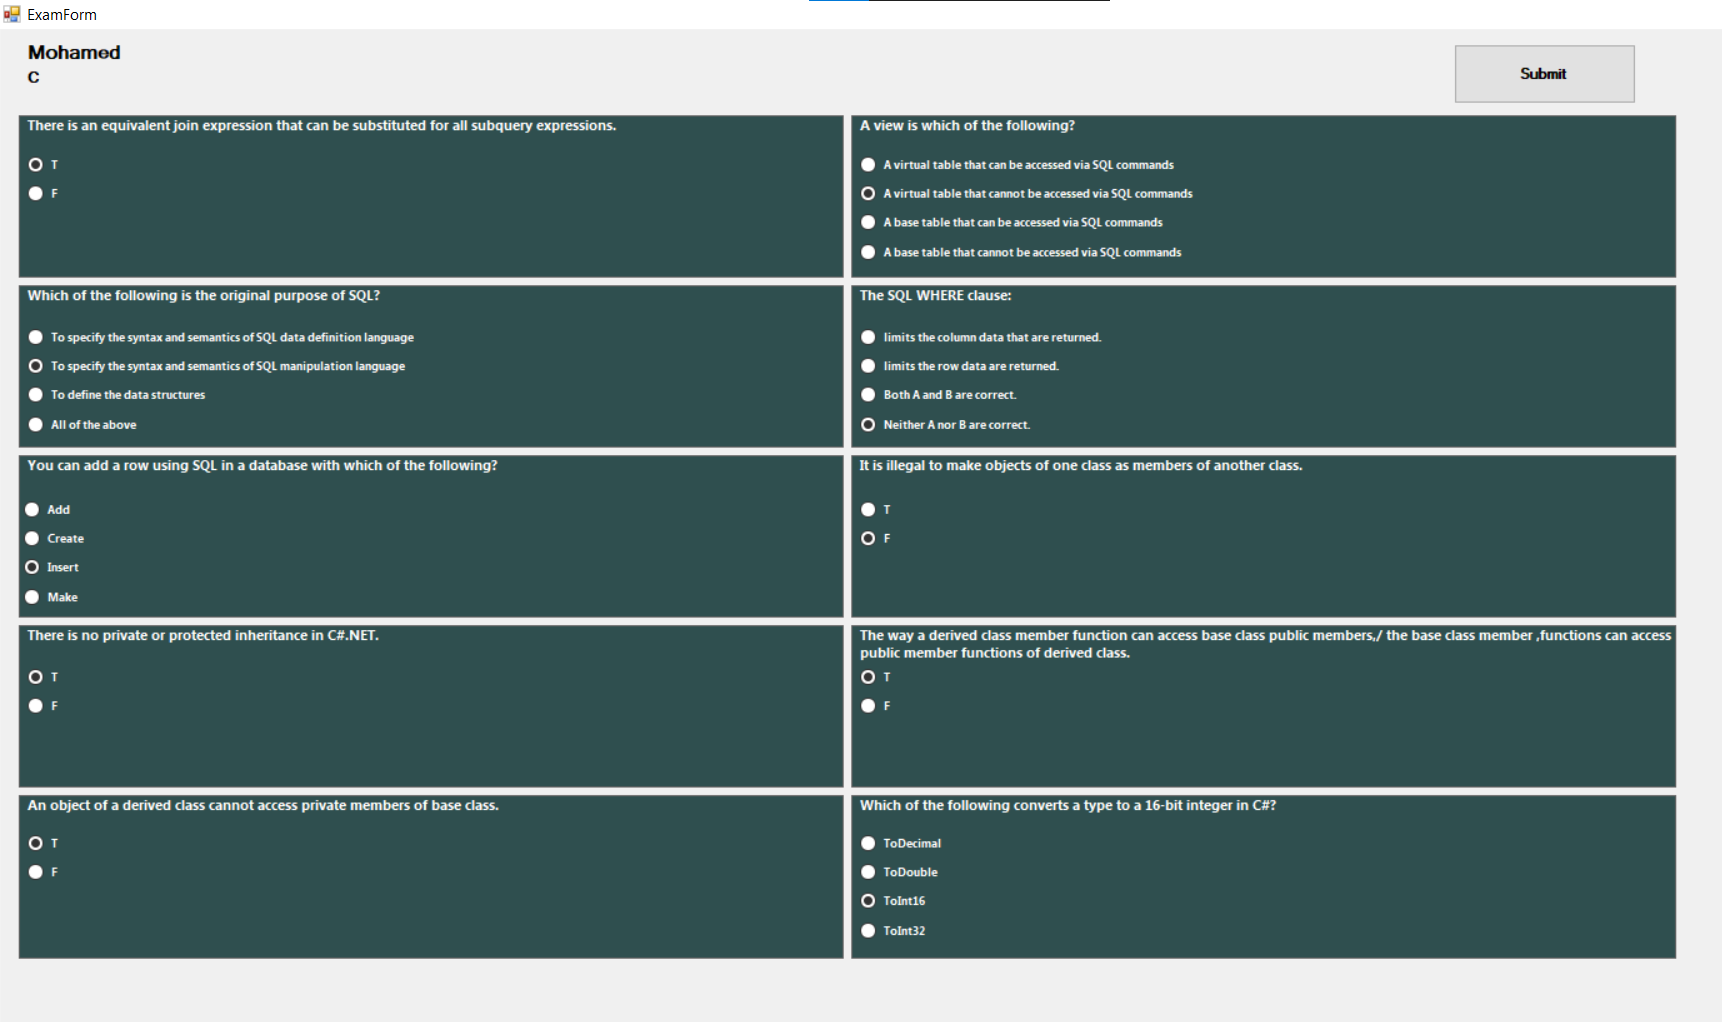 ExamForm
Mohamed
C
Submit
There is an equivalent join expression that can be substituted for all subquery expressions.
T
F
A view is which of the following?
A virtual table that can be accessed via SQL commands
A virtual table that cannot be accessed via SQL commands
A base table that can be accessed via SQL commands
A base table that cannot be accessed via SQL commands
Which of the following is the original purpose of SQL?
To specify the syntax and semantics of SQL data definition language
To specify the syntax and semantics of SQL manipulation language
To define the data structures
All of the above
The SQL WHERE clause:
limits the column data that are returned.
limits the row data are returned.
Both A and B are correct.
Neither A nor B are correct.
You can add a row using SQL in a database with which of the following?
Add
Create
Insert
Make
It is illegal to make objects of one class as members of another class.
T
F
There is no private or protected inheritance in C#.NET.
T
F
The way a derived class member function can access base class public members,/ the base class member ,functions can access
public member functions of derived class.
T
F
An object of a derived class cannot access private members of base class.
T
F
Which of the following converts a type to a 16-bit integer in C#?
ToDecimal
ToDouble
ToInt16
ToInt32